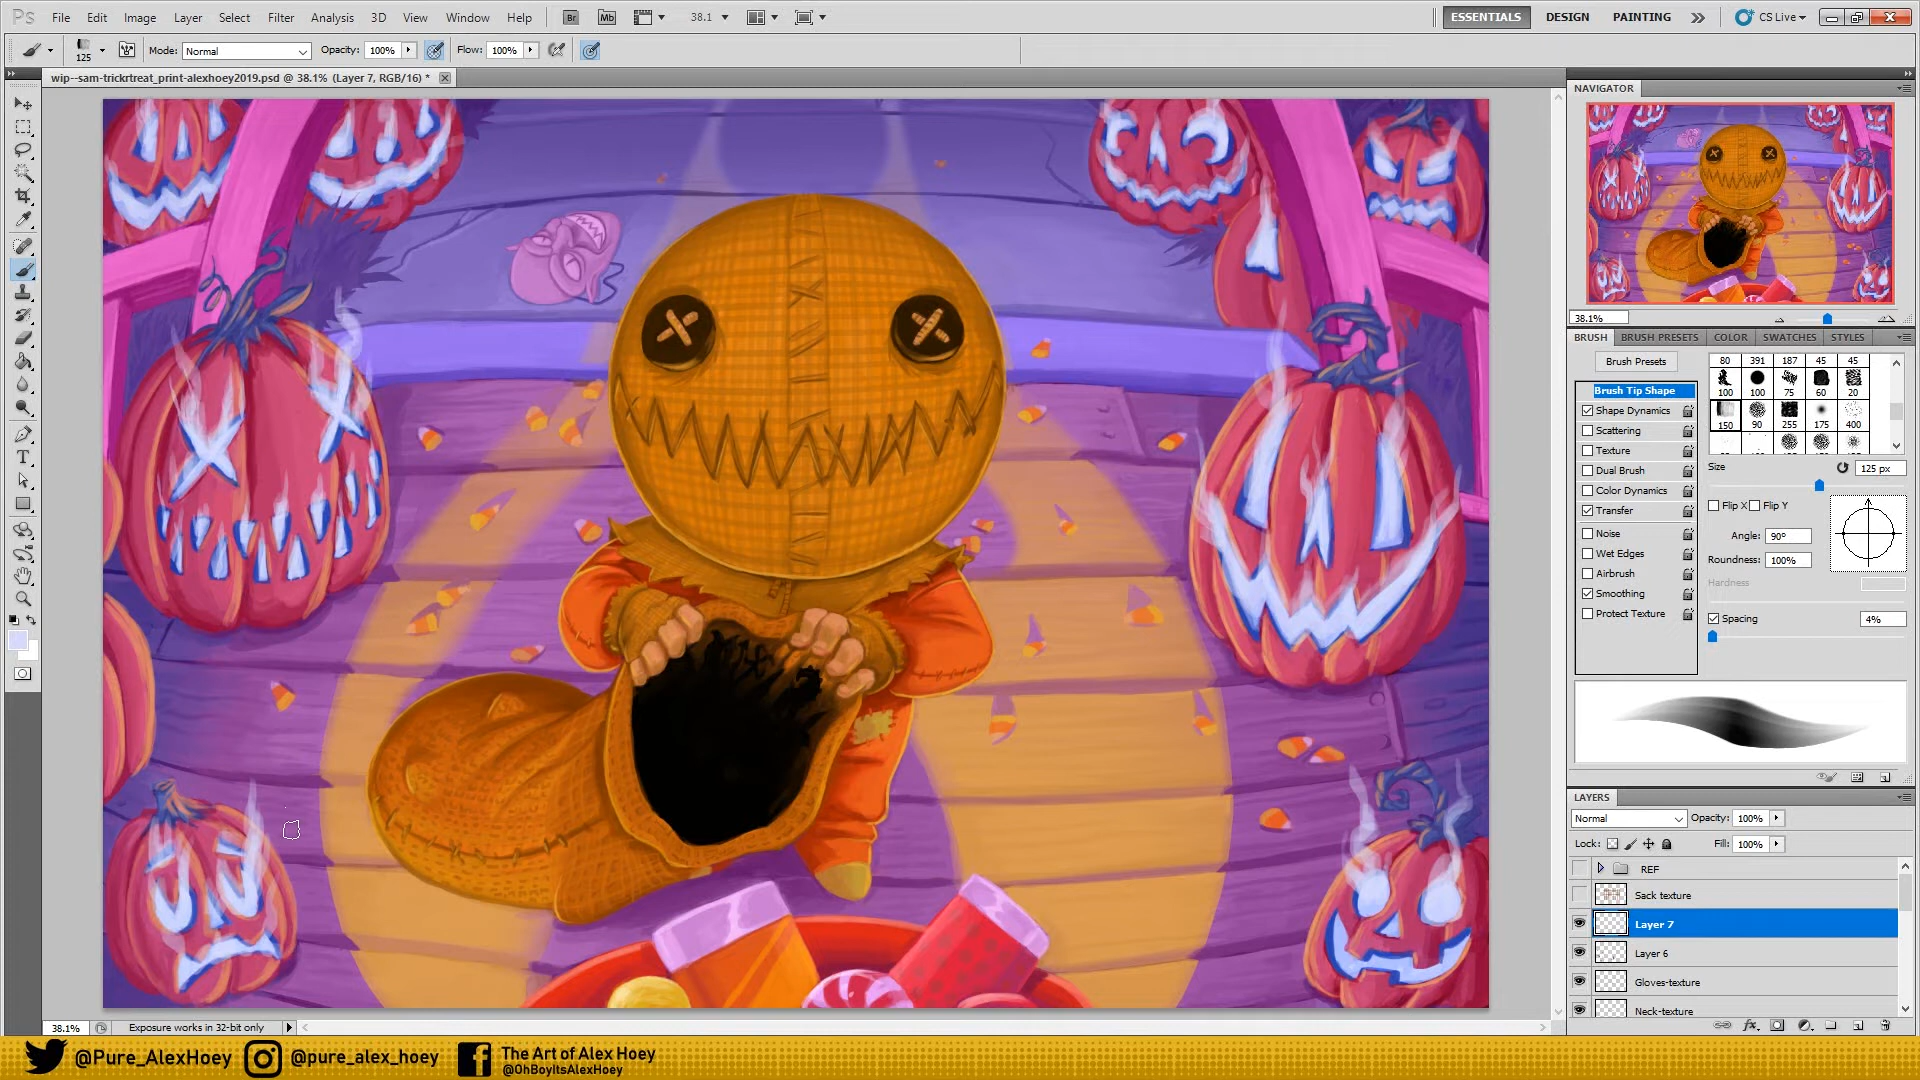 Ps File Edit Image Layer Select Filter Analysis 3D View Window Help Br Mb 38.1 ESSENTIALS DESIGN PAINTING CS Live
125 Mode: Normal Opacity: 100% Flow: 100%
wip--sam-trickrtreat_print-alexhoey2019.psd @ 38.1% (Layer 7, RGB/16) *
NAVIGATOR
38.1%
BRUSH BRUSH PRESETS COLOR SWATCHES STYLES
Brush Presets
80 391 187 45 45
Brush Tip Shape
100 100 75 60 20
Shape Dynamics
150 90 255 175 400
Scattering
Texture
Size 125 px
Dual Brush
Color Dynamics
Flip X Flip Y
Transfer
Noise
Angle: 90º
Wet Edges
Roundness: 100%
Airbrush
Hardness
Smoothing
Protect Texture
Spacing 4%
LAYERS
Normal Opacity: 100%
Lock: Fill: 100%
REF
Sack texture
Layer 7
Layer 6
Gloves-texture
Neck-texture
38.1% Exposure works in 32-bit only
@Pure_AlexHoey @pure_alex_hoey The Art of Alex Hoey
@OhBoyItsAlexHoey